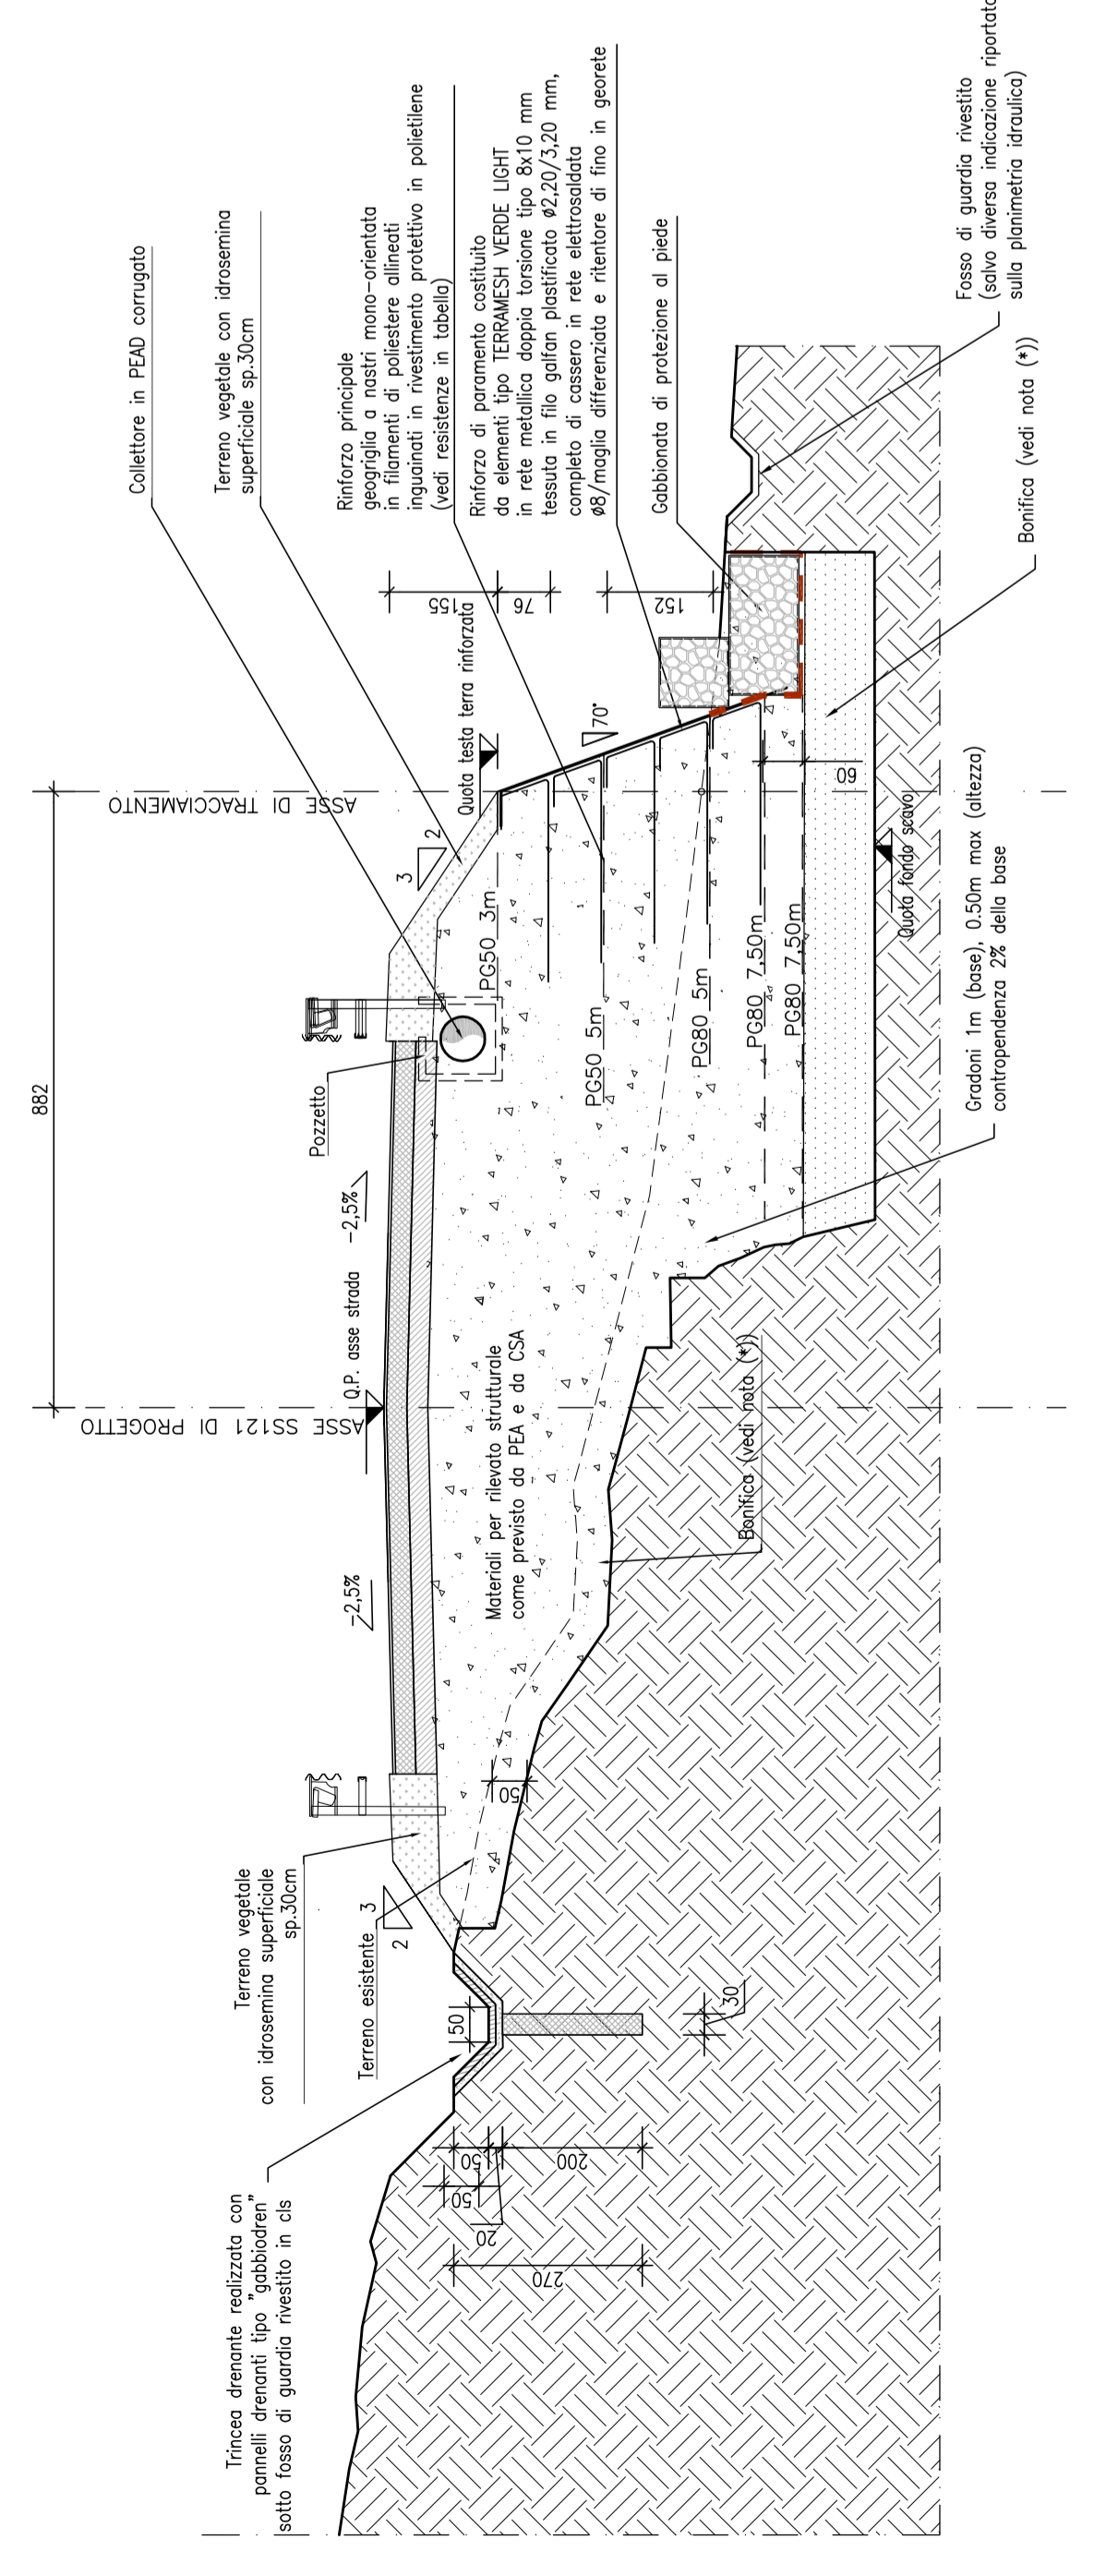 Collettore in PEAD corrugato
Terreno vegetale con idrosemina
superficiale sp.30cm
Rinforzo principale
geogriglia a nastri mono-orientata
in filamenti di poliestere allineati
inguainati in rivestimento protettivo in polietilene
(vedi resistenze in tabella)
Rinforzo di paramento costituito
da elementi tipo TERRAMESH VERDE LIGHT
in rete metallica doppia torsione tipo 8x10 mm
tessuta in filo galfan plastificato ø2,20/3,20 mm,
completo di cassero in rete elettrosaldata
ø8/maglia differenziata e ritentore di fino in georete
Gabbionata di protezione al piede
Fosso di guardia rivestito
(salvo diversa indicazione riportata
sulla planimetria idraulica)
Bonifica (vedi nota (*))
155
76
152
60
Quota testa terra rinforzata
70°
ASSE DI TRACCIAMENTO
882
3
2
PG50 3m
PG50 5m
PG80 5m
PG80 7,50m
PG80 7,50m
Quota fondo scavo
Gradoni 1m (base), 0.50m max (altezza)
contropendenza 2% della base
Pozzetto
-2,5%
Q.P. asse strada
ASSE SS121 DI PROGETTO
-2,5%
Materiali per rilevato strutturale
come previsto da PEA e da CSA
Bonifica (vedi nota (*))
50
Terreno vegetale
con idrosemina superficiale
sp.30cm
Terreno esistente
3
2
50
30
50
50
20
200
270
Trincea drenante realizzata con
pannelli drenanti tipo "gabbiodren"
sotto fosso di guardia rivestito in cls